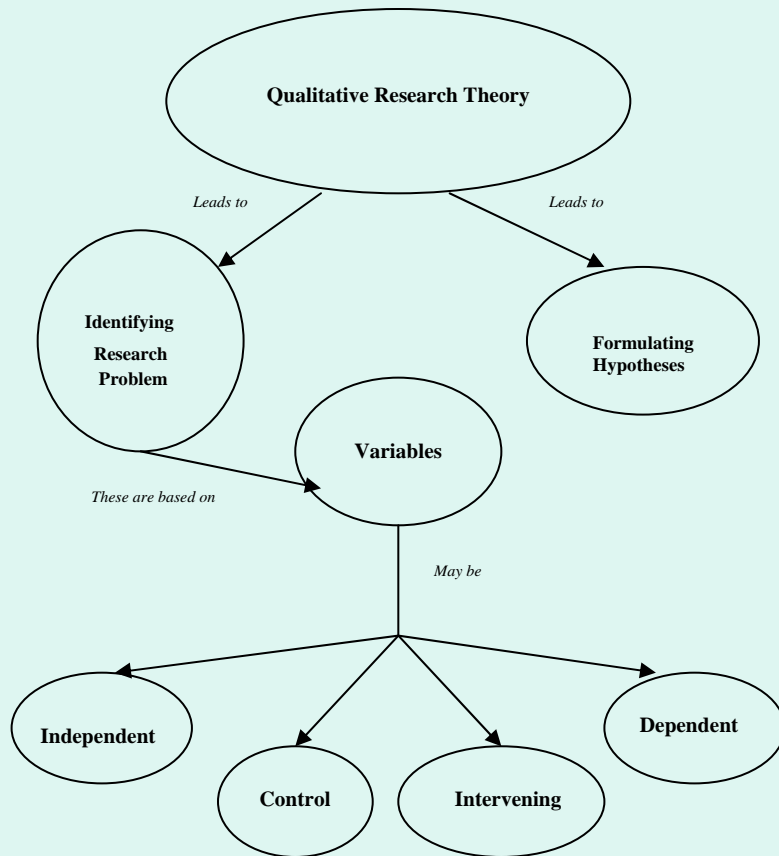 Qualitative Research Theory
Leads to
Leads to
Identifying
Research
Problem
Formulating
Hypotheses
Variables
These are based on
May be
Independent
Dependent
Control
Intervening